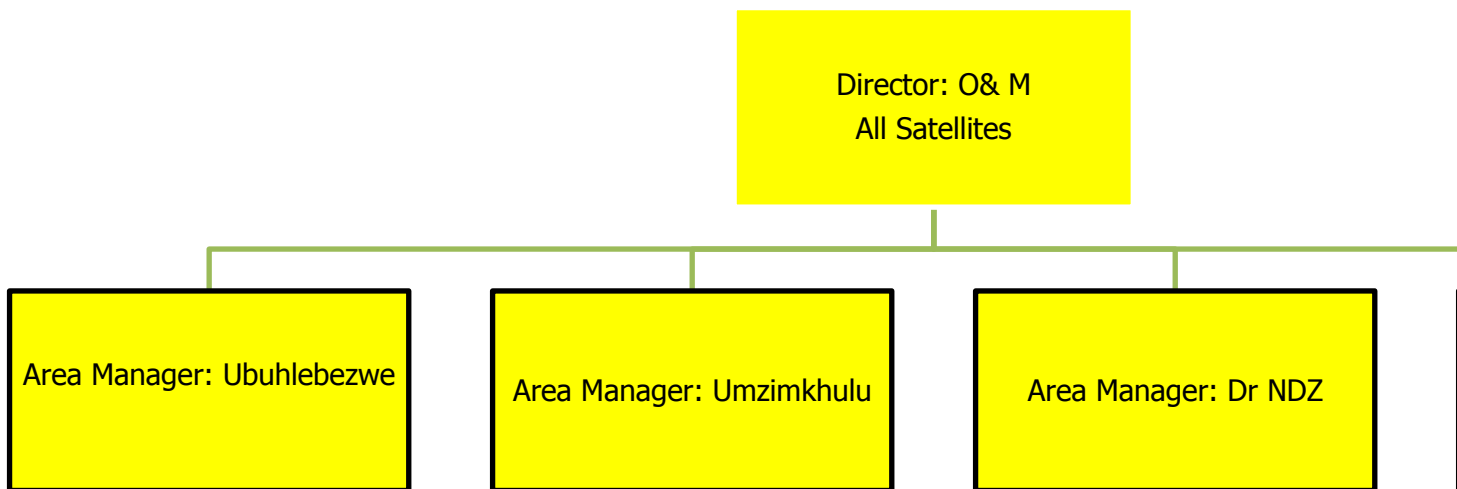 Director: O& M
All Satellites
Area Manager: Ubuhlebezwe
Area Manager: Umzimkhulu
Area Manager: Dr NDZ